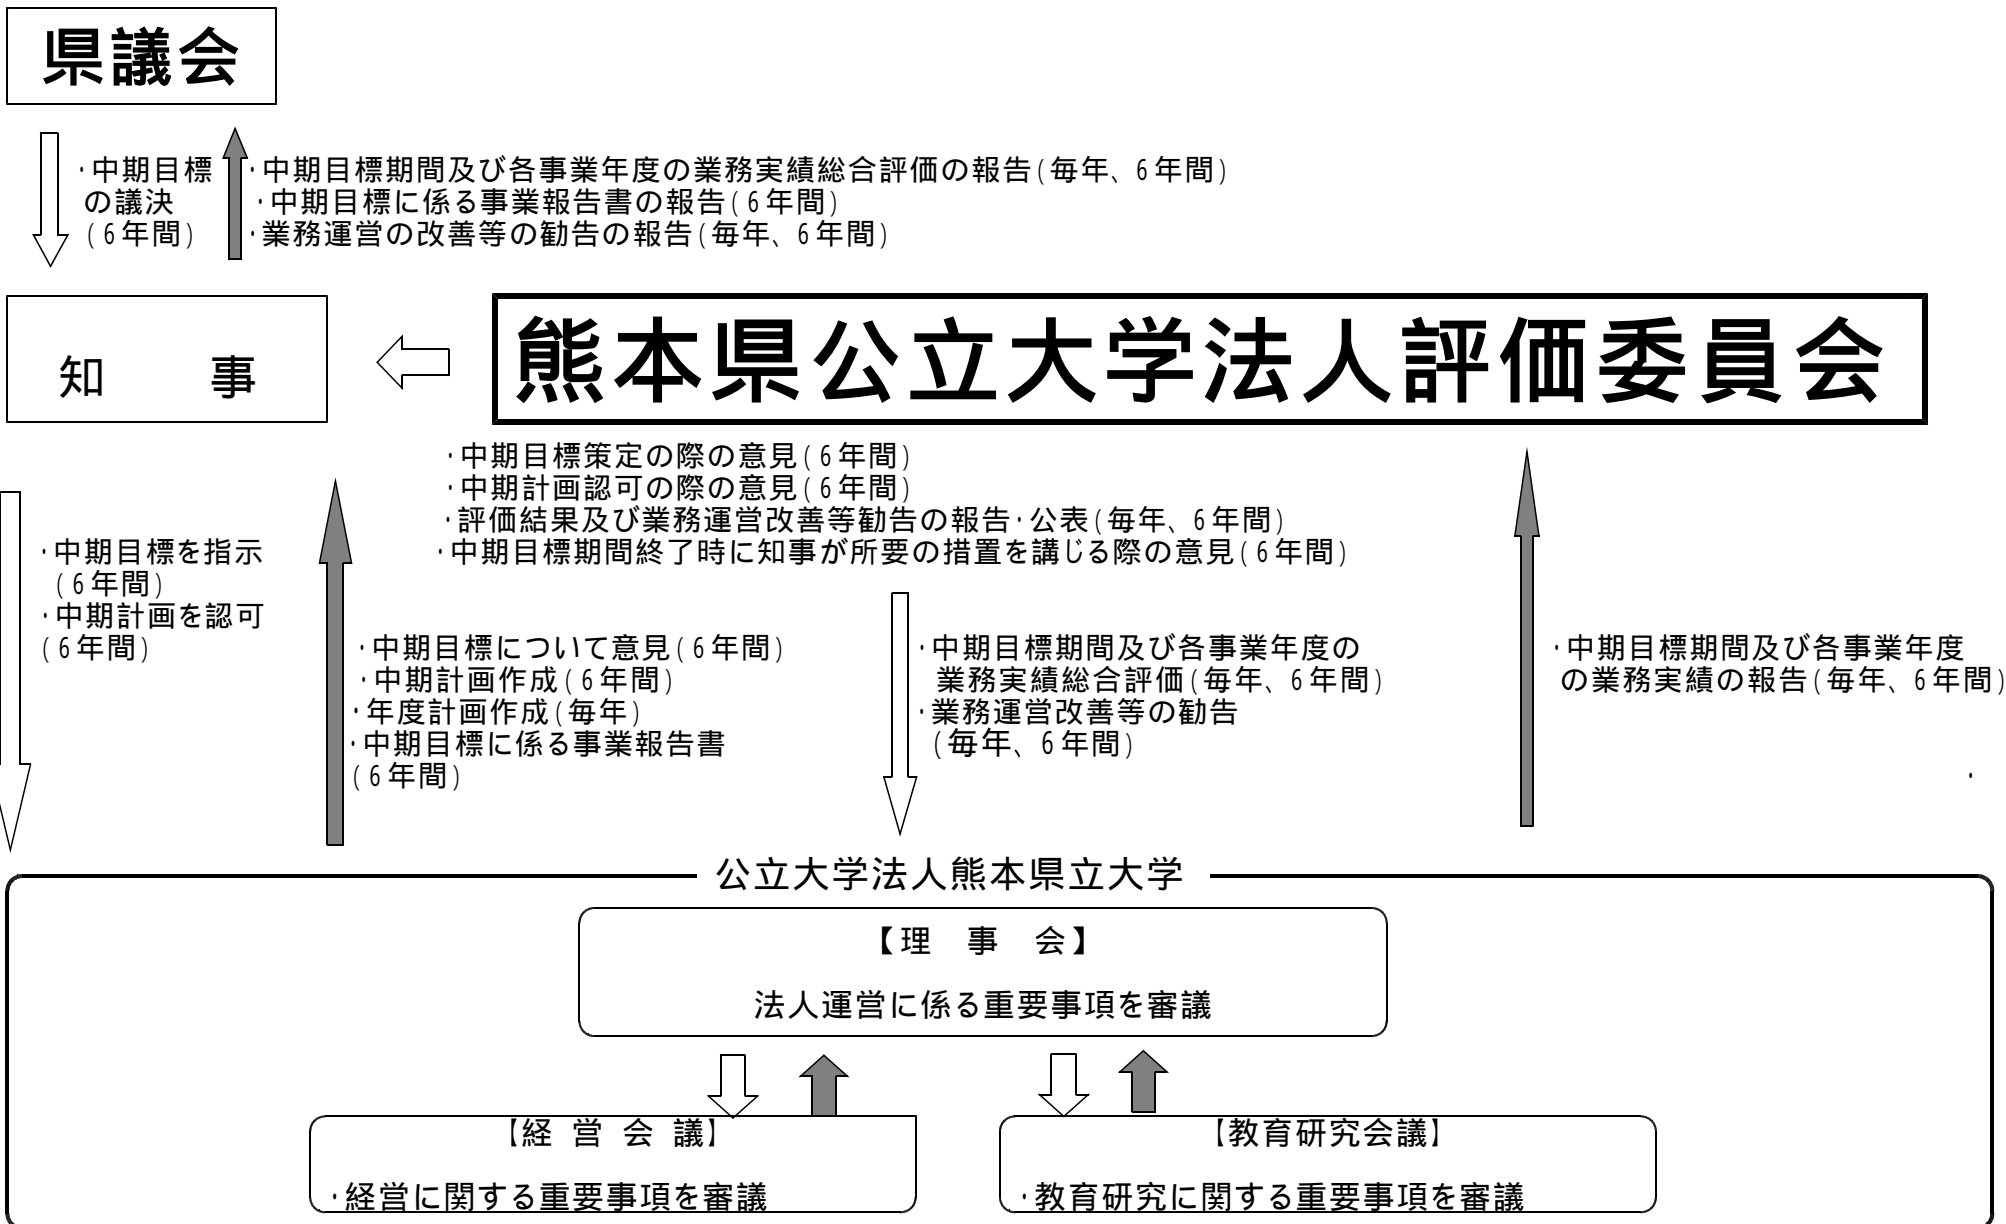 県議会
・中期目標
の議決
(6年間)
・中期目標期間及び各事業年度の業務実績総合評価の報告(毎年、6年間)
・中期目標に係る事業報告書の報告(6年間)
・業務運営の改善等の勧告の報告(毎年、6年間)
知　事
熊本県公立大学法人評価委員会
・中期目標策定の際の意見(6年間)
・中期計画認可の際の意見(6年間)
・評価結果及び業務運営改善等勧告の報告・公表(毎年、6年間)
・中期目標期間終了時に知事が所要の措置を講じる際の意見(6年間)
・中期目標を指示
(6年間)
・中期計画を認可
(6年間)
・中期目標について意見(6年間)
・中期計画作成(6年間)
・年度計画作成(毎年)
・中期目標に係る事業報告書
(6年間)
・中期目標期間及び各事業年度の
業務実績総合評価(毎年、6年間)
・業務運営改善等の勧告
(毎年、6年間)
・中期目標期間及び各事業年度
の業務実績の報告(毎年、6年間)
・
公立大学法人熊本県立大学
【理　事　会】
法人運営に係る重要事項を審議
【経 営 会 議】
・経営に関する重要事項を審議
【教育研究会議】
・教育研究に関する重要事項を審議